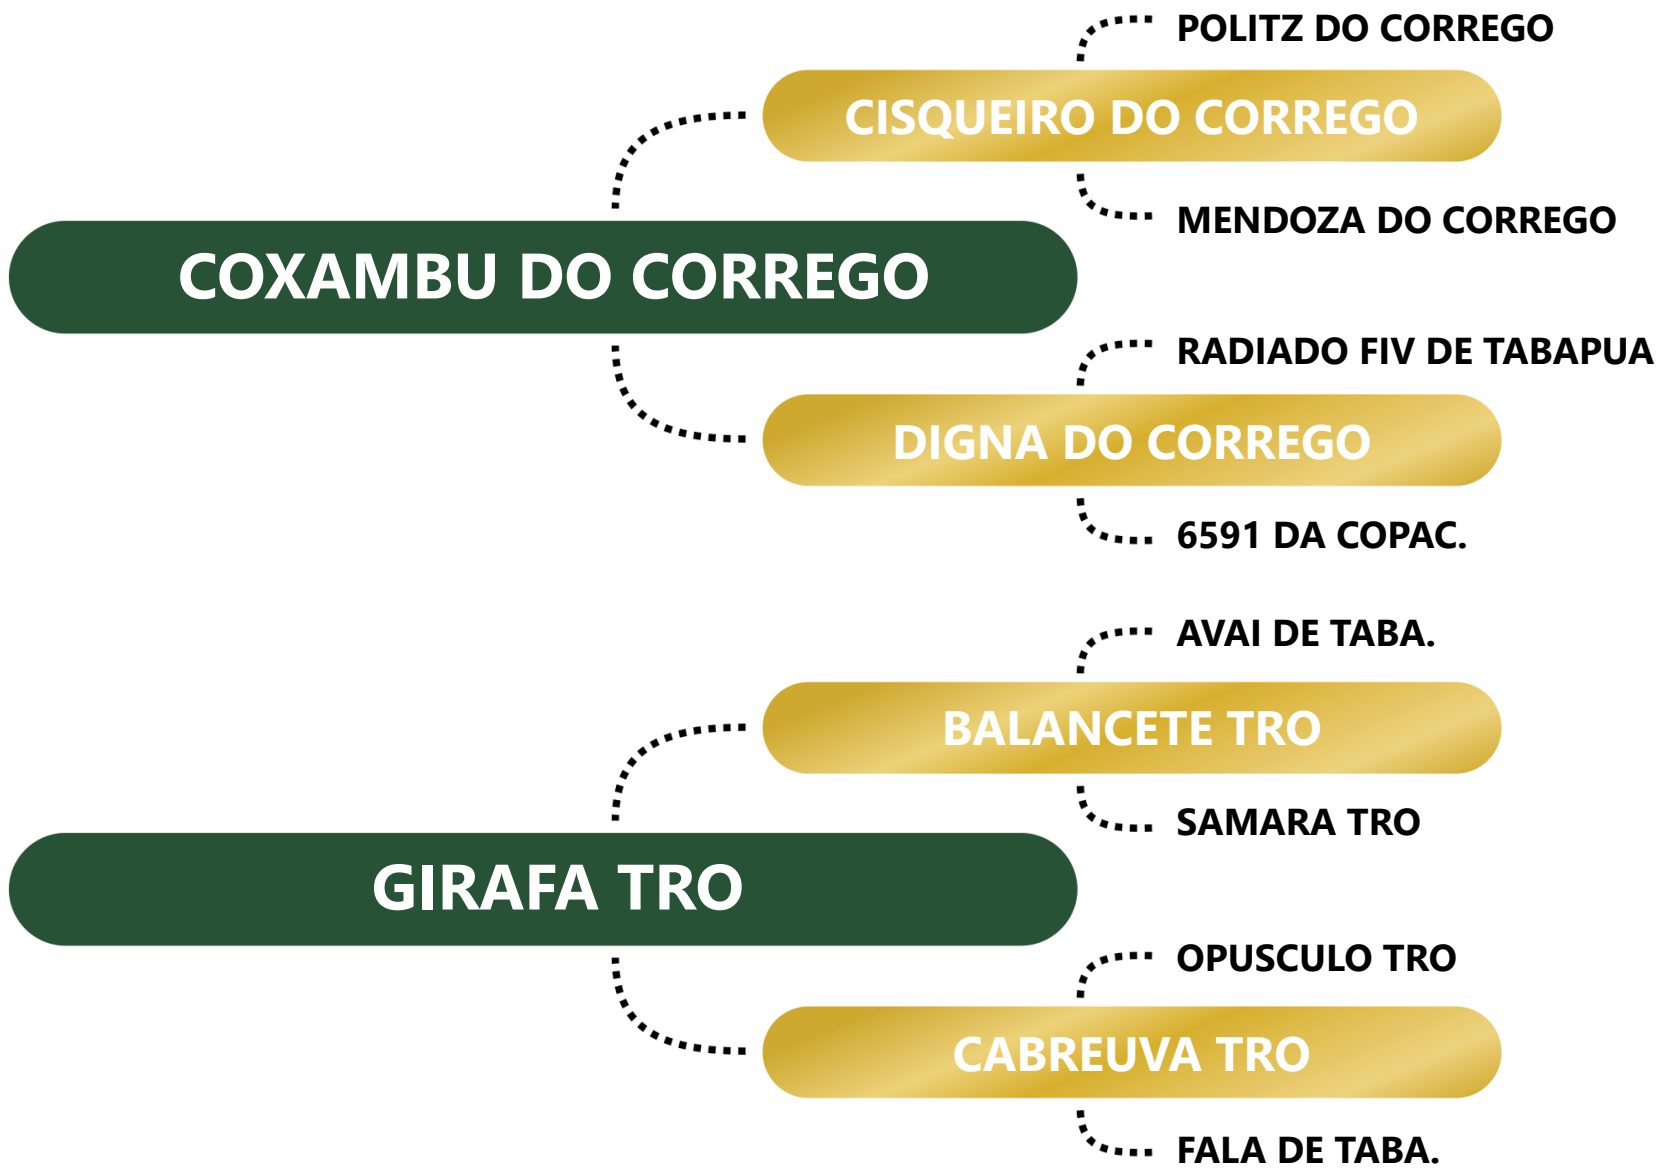 POLITZ DO CORREGO
CISQUEIRO DO CORREGO
MENDOZA DO CORREGO
COXAMBU DO CORREGO
RADIADO FIV DE TABAPUA
DIGNA DO CORREGO
6591 DA COPAC.
AVAI DE TABA.
BALANCETE TRO
SAMARA TRO
GIRAFA TRO
OPUSCULO TRO
CABREUVA TRO
FALA DE TABA.